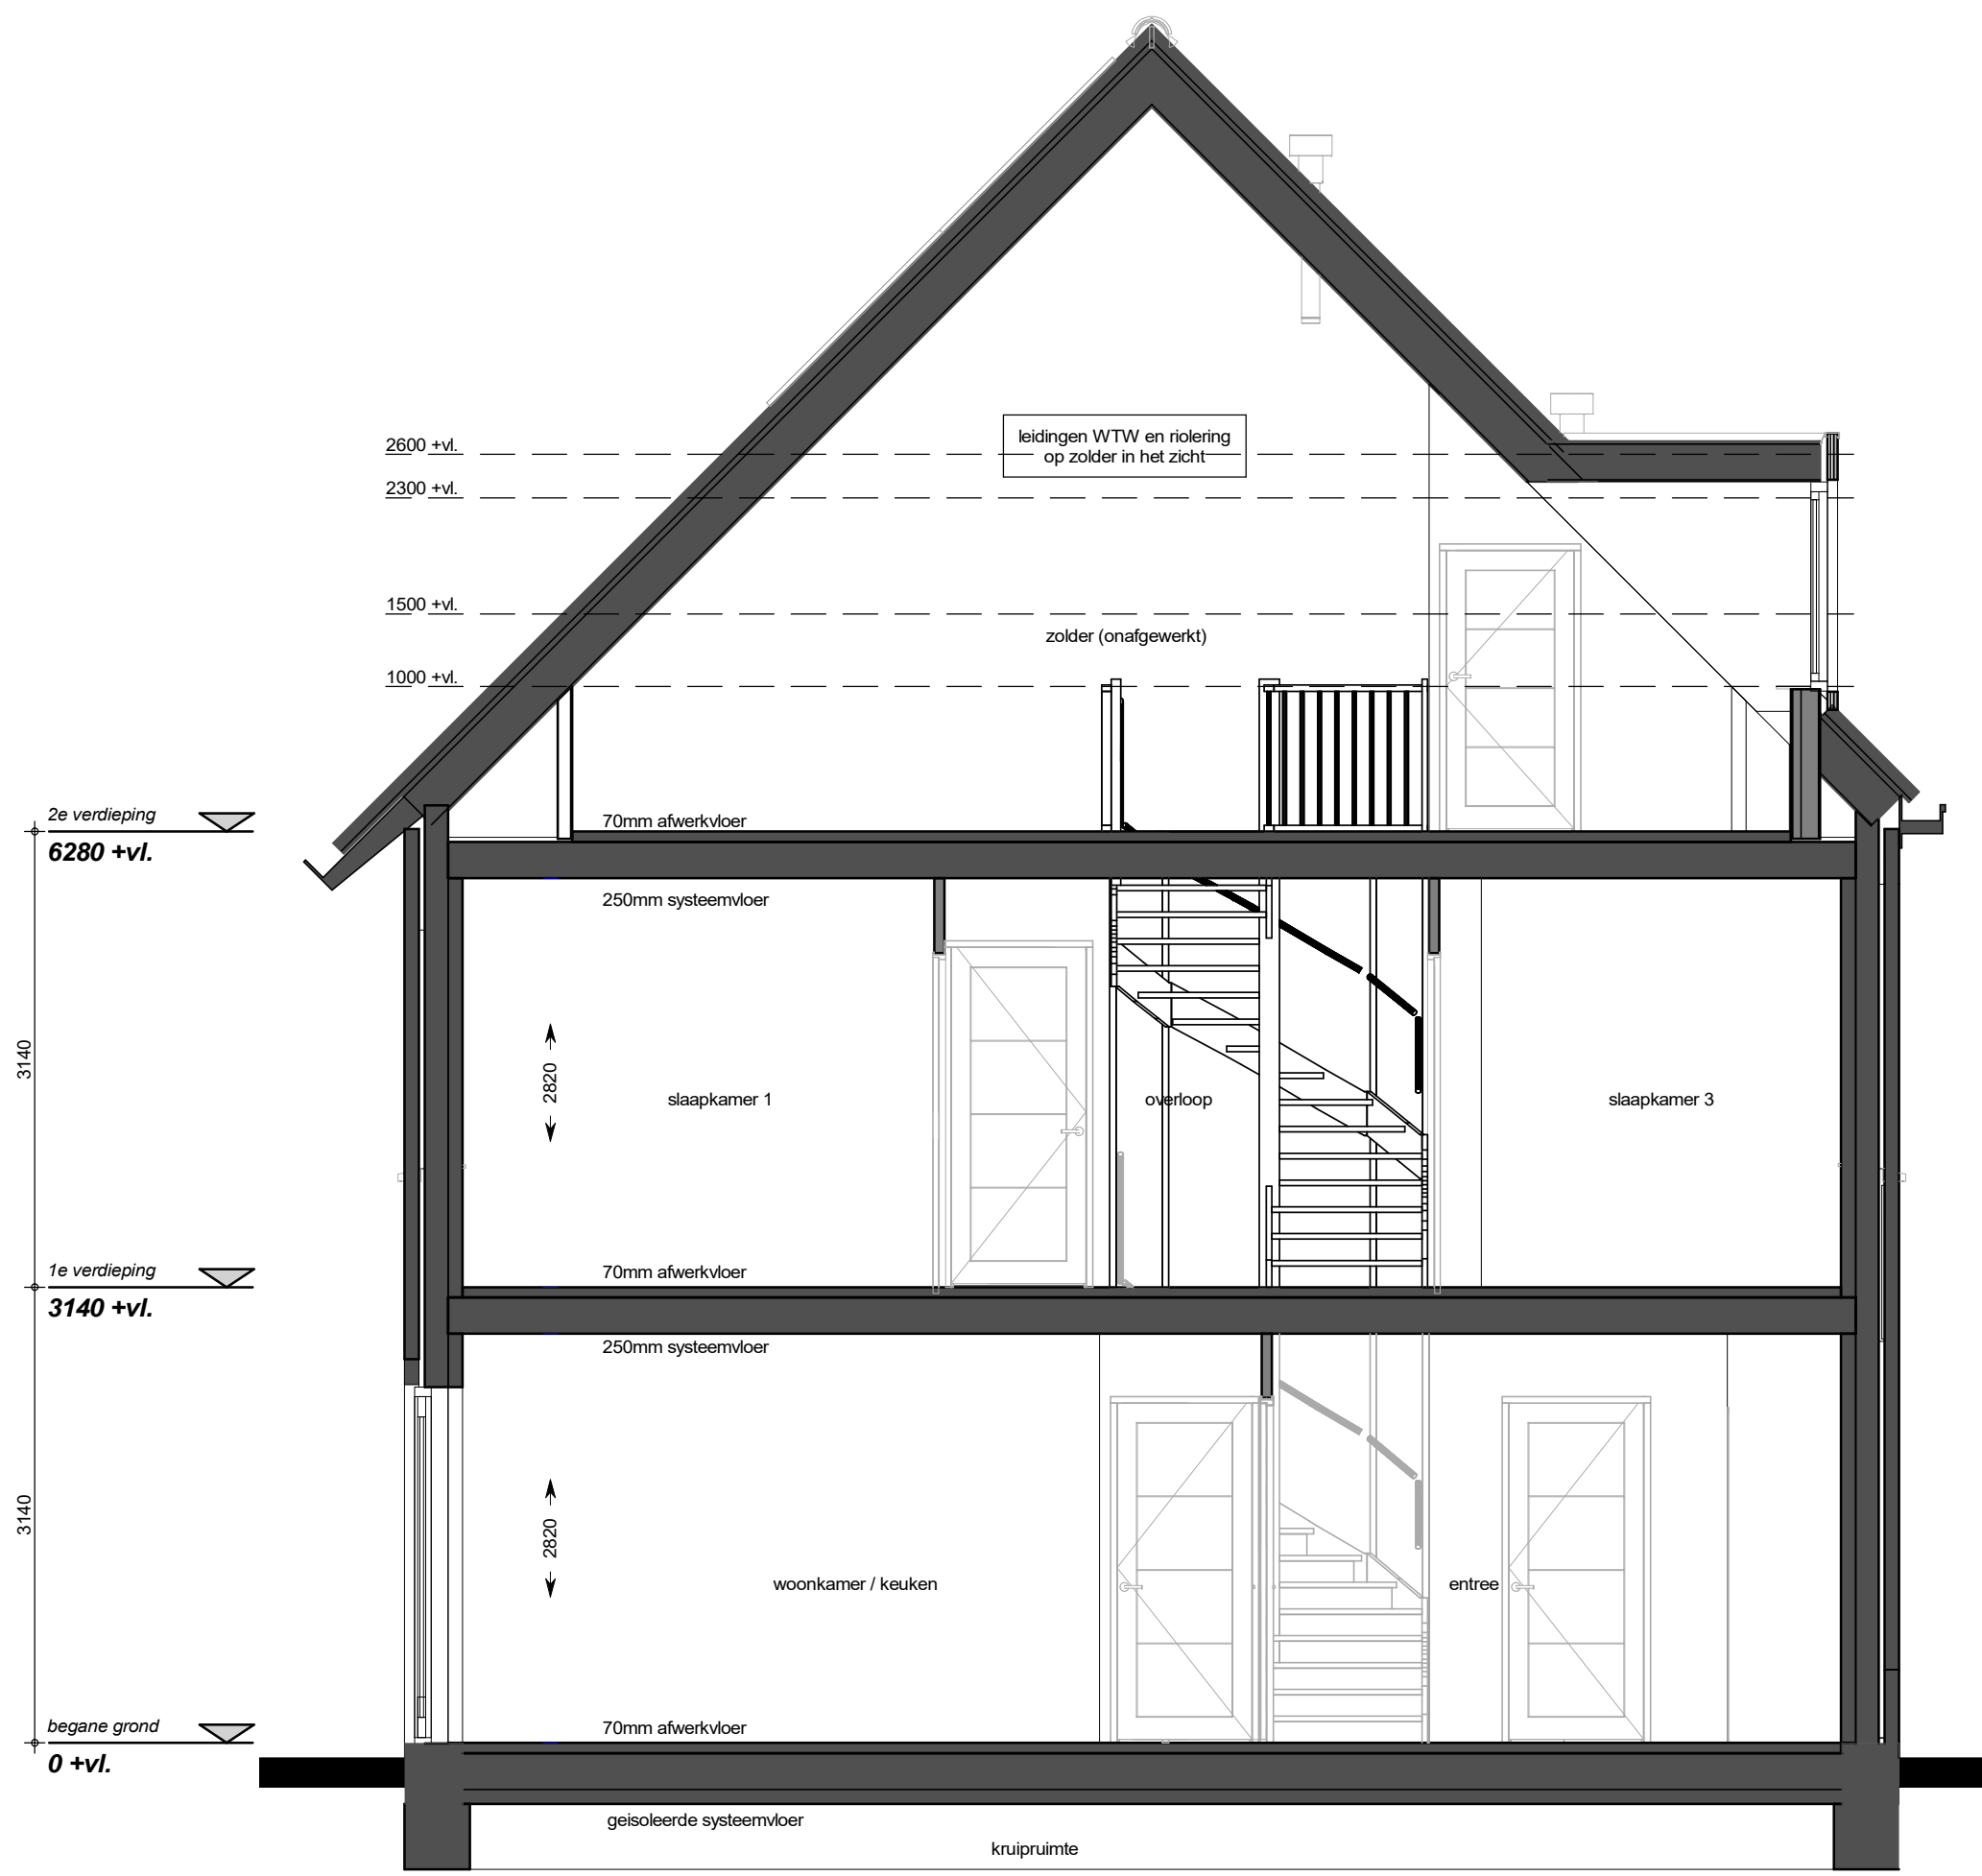 leidingen WTW en riolering
op zolder in het zicht
2600 +vl.
2300 +vl.
1500 +vl.
zolder (onafgewerkt)
1000 +vl.
2e verdieping
6280 +vl.
70mm afwerkvloer
250mm systeemvloer
3140
2820
slaapkamer 1
overloop
slaapkamer 3
1e verdieping
3140 +vl.
70mm afwerkvloer
250mm systeemvloer
3140
2820
woonkamer / keuken
entree
begane grond
0 +vl.
70mm afwerkvloer
geisoleerde systeemvloer
kruipruimte